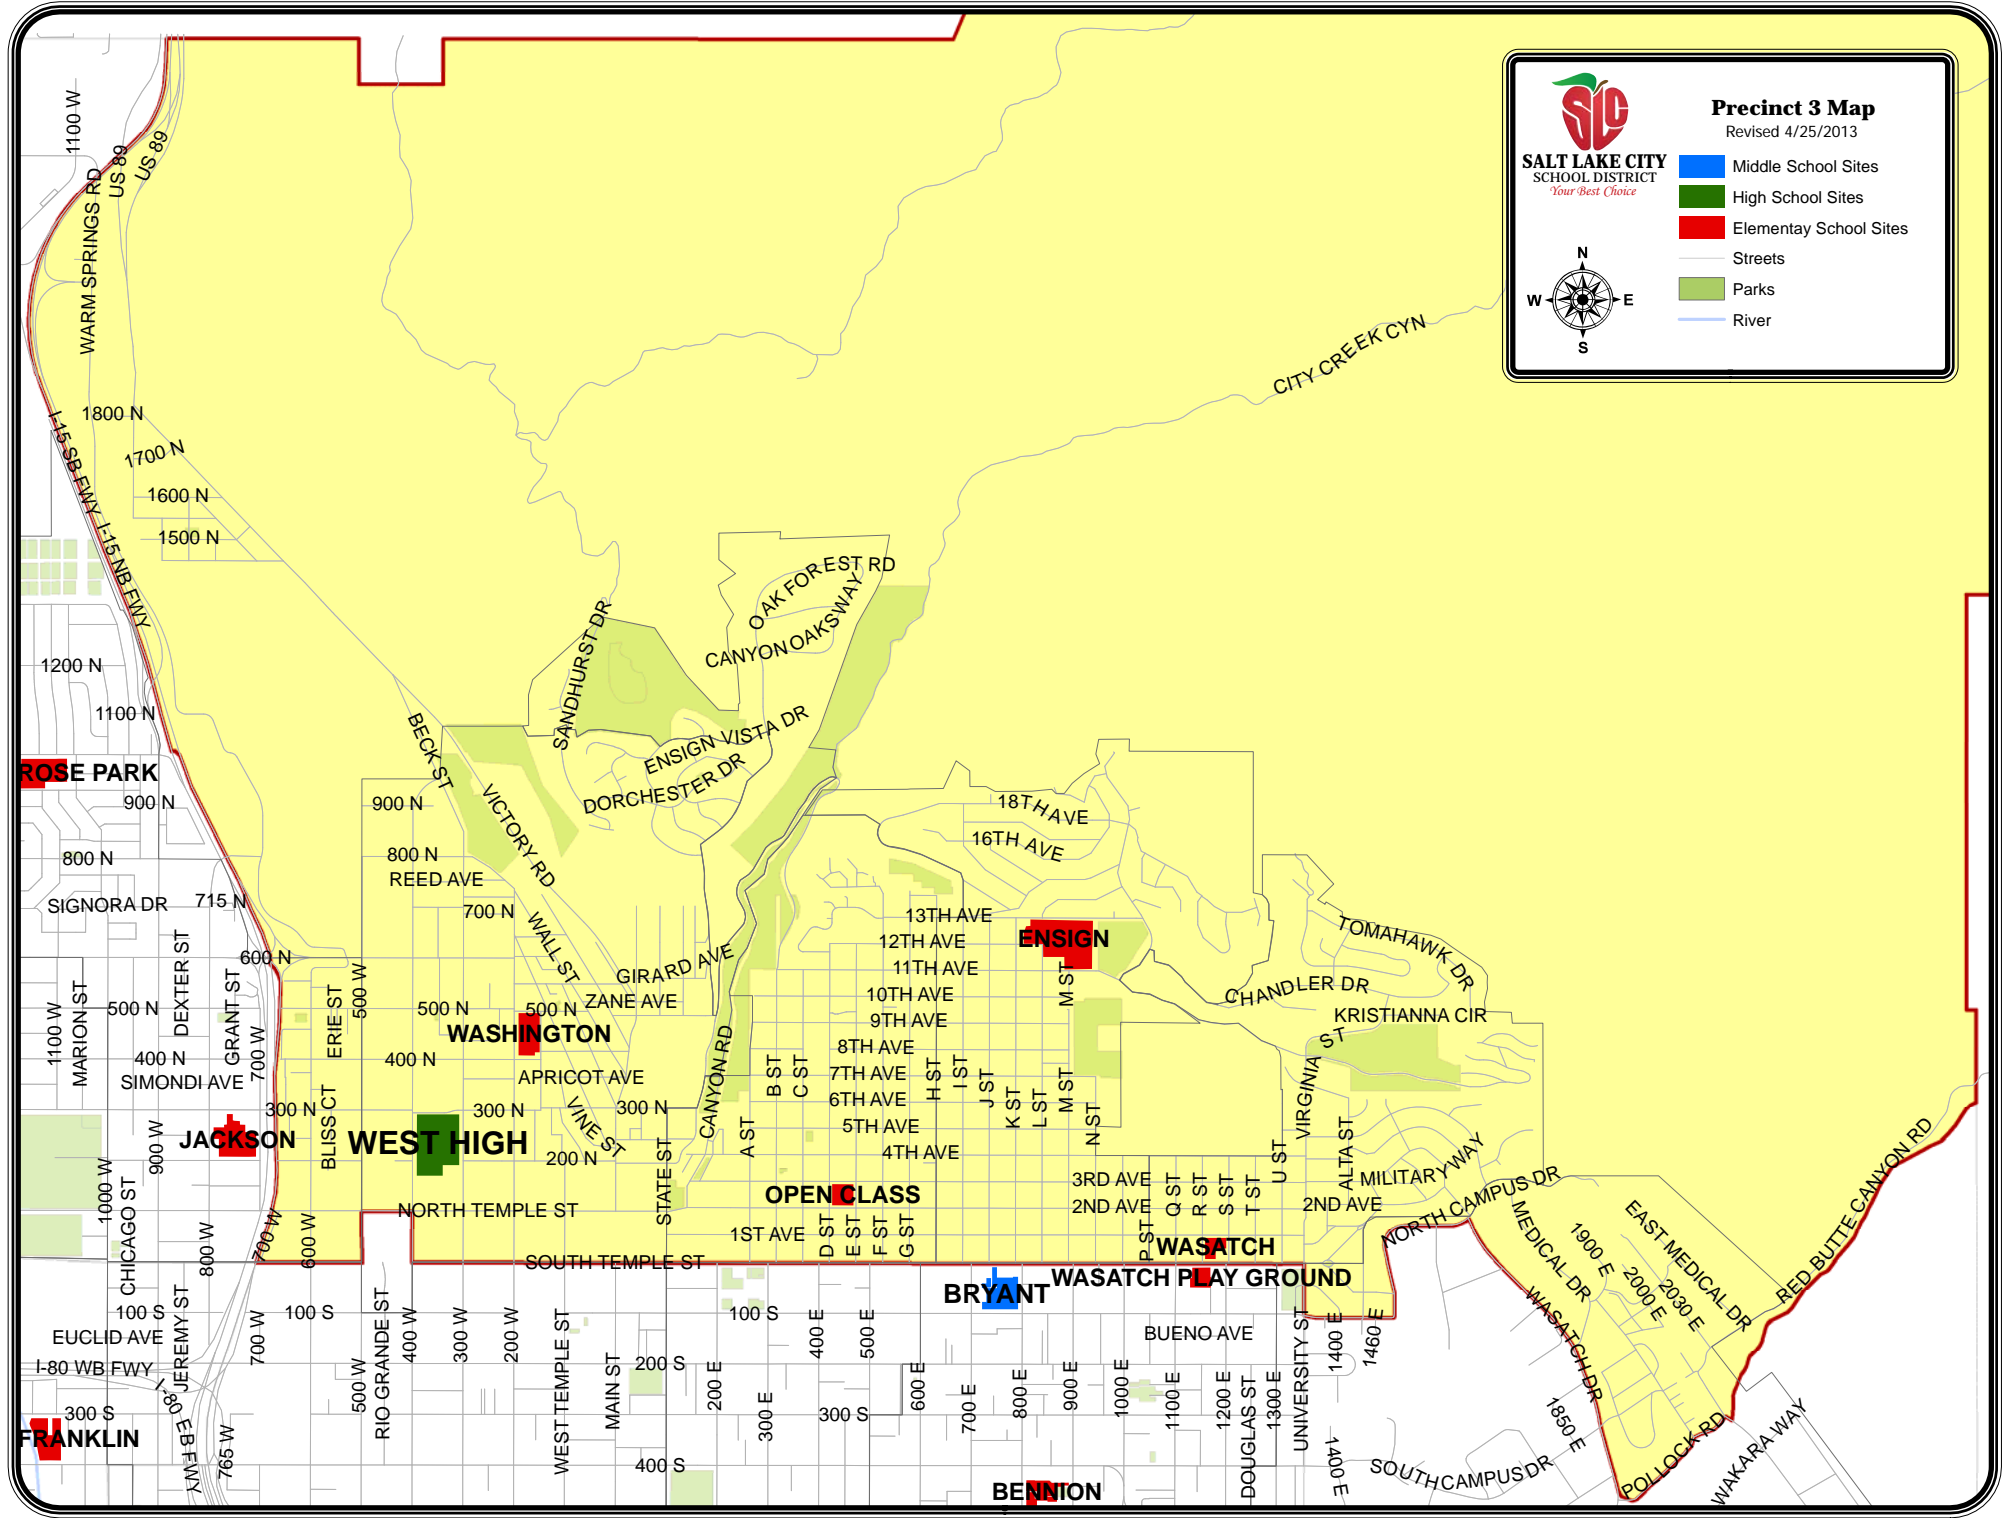 Precinct 3 Map
Revised 4/25/2013
SLC
SALT LAKE CITY
SCHOOL DISTRICT
Your Best Choice
Middle School Sites
High School Sites
Elementay School Sites
Streets
Parks
River
N
W
E
S
1100 W
US 89
US 89
WARM SPRINGS RD
CITY CREEK CYN
1800 N
I-15 SB FWY
1700 N
1600 N
I-15 NB FWY
1500 N
OAK FOREST RD
CANYON OAKS WAY
SANDHURST DR
1200 N
1100 N
BECK ST
ENSIGN VISTA DR
DORCHESTER DR
ROSE PARK
900 N
900 N
VICTORY RD
18TH AVE
16TH AVE
800 N
800 N
REED AVE
SIGNORA DR
715 N
700 N
WALL ST
13TH AVE
12TH AVE
11TH AVE
ENSIGN
TOMAHAWK DR
DEXTER ST
600 N
GIRARD AVE
ZANE AVE
10TH AVE
M ST
CHANDLER DR
KRISTIANNA CIR
500 N
500 W
500 N
500 N
9TH AVE
1100 W
MARION ST
GRANT ST
700 W
ERIE ST
WASHINGTON
CANYON RD
8TH AVE
VIRGINIA ST
400 N
400 N
SIMONDI AVE
APRICOT AVE
B ST
C ST
7TH AVE
H ST
I ST
J ST
K ST
L ST
M ST
N ST
6TH AVE
300 N
300 N
300 N
BLISS CT
VINE ST
5TH AVE
JACKSON
WEST HIGH
900 W
200 N
A ST
4TH AVE
U ST
ALTA ST
MILITARY WAY
RED BUTTE CANYON RD
1000 W
CHICAGO ST
STATE ST
OPEN CLASS
3RD AVE
2ND AVE
Q ST
R ST
S ST
T ST
2ND AVE
NORTH CAMPUS DR
NORTH TEMPLE ST
1ST AVE
D ST
E ST
F ST
G ST
P ST
WASATCH
MEDICAL DR
1900 E
EAST MEDICAL DR
2000 E
2030 E
800 W
700 W
600 W
SOUTH TEMPLE ST
WASATCH PLAY GROUND
BRYANT
WASATCH DR
100 S
JEREMY ST
100 S
100 S
EUCLID AVE
700 W
500 W
RIO GRANDE ST
400 W
300 W
200 W
WEST TEMPLE ST
MAIN ST
200 S
200 E
300 E
400 E
500 E
600 E
700 E
800 E
900 E
1000 E
BUENO AVE
1100 E
1200 E
DOUGLAS ST
1300 E
UNIVERSITY ST
1400 E
1460 E
I-80 WB FWY
I-80 EB FWY
300 S
300 S
FRANKLIN
765 W
400 S
1400 E
SOUTH CAMPUS DR
1850 E
POLLOCK RD
WAKARA WAY
BENNION